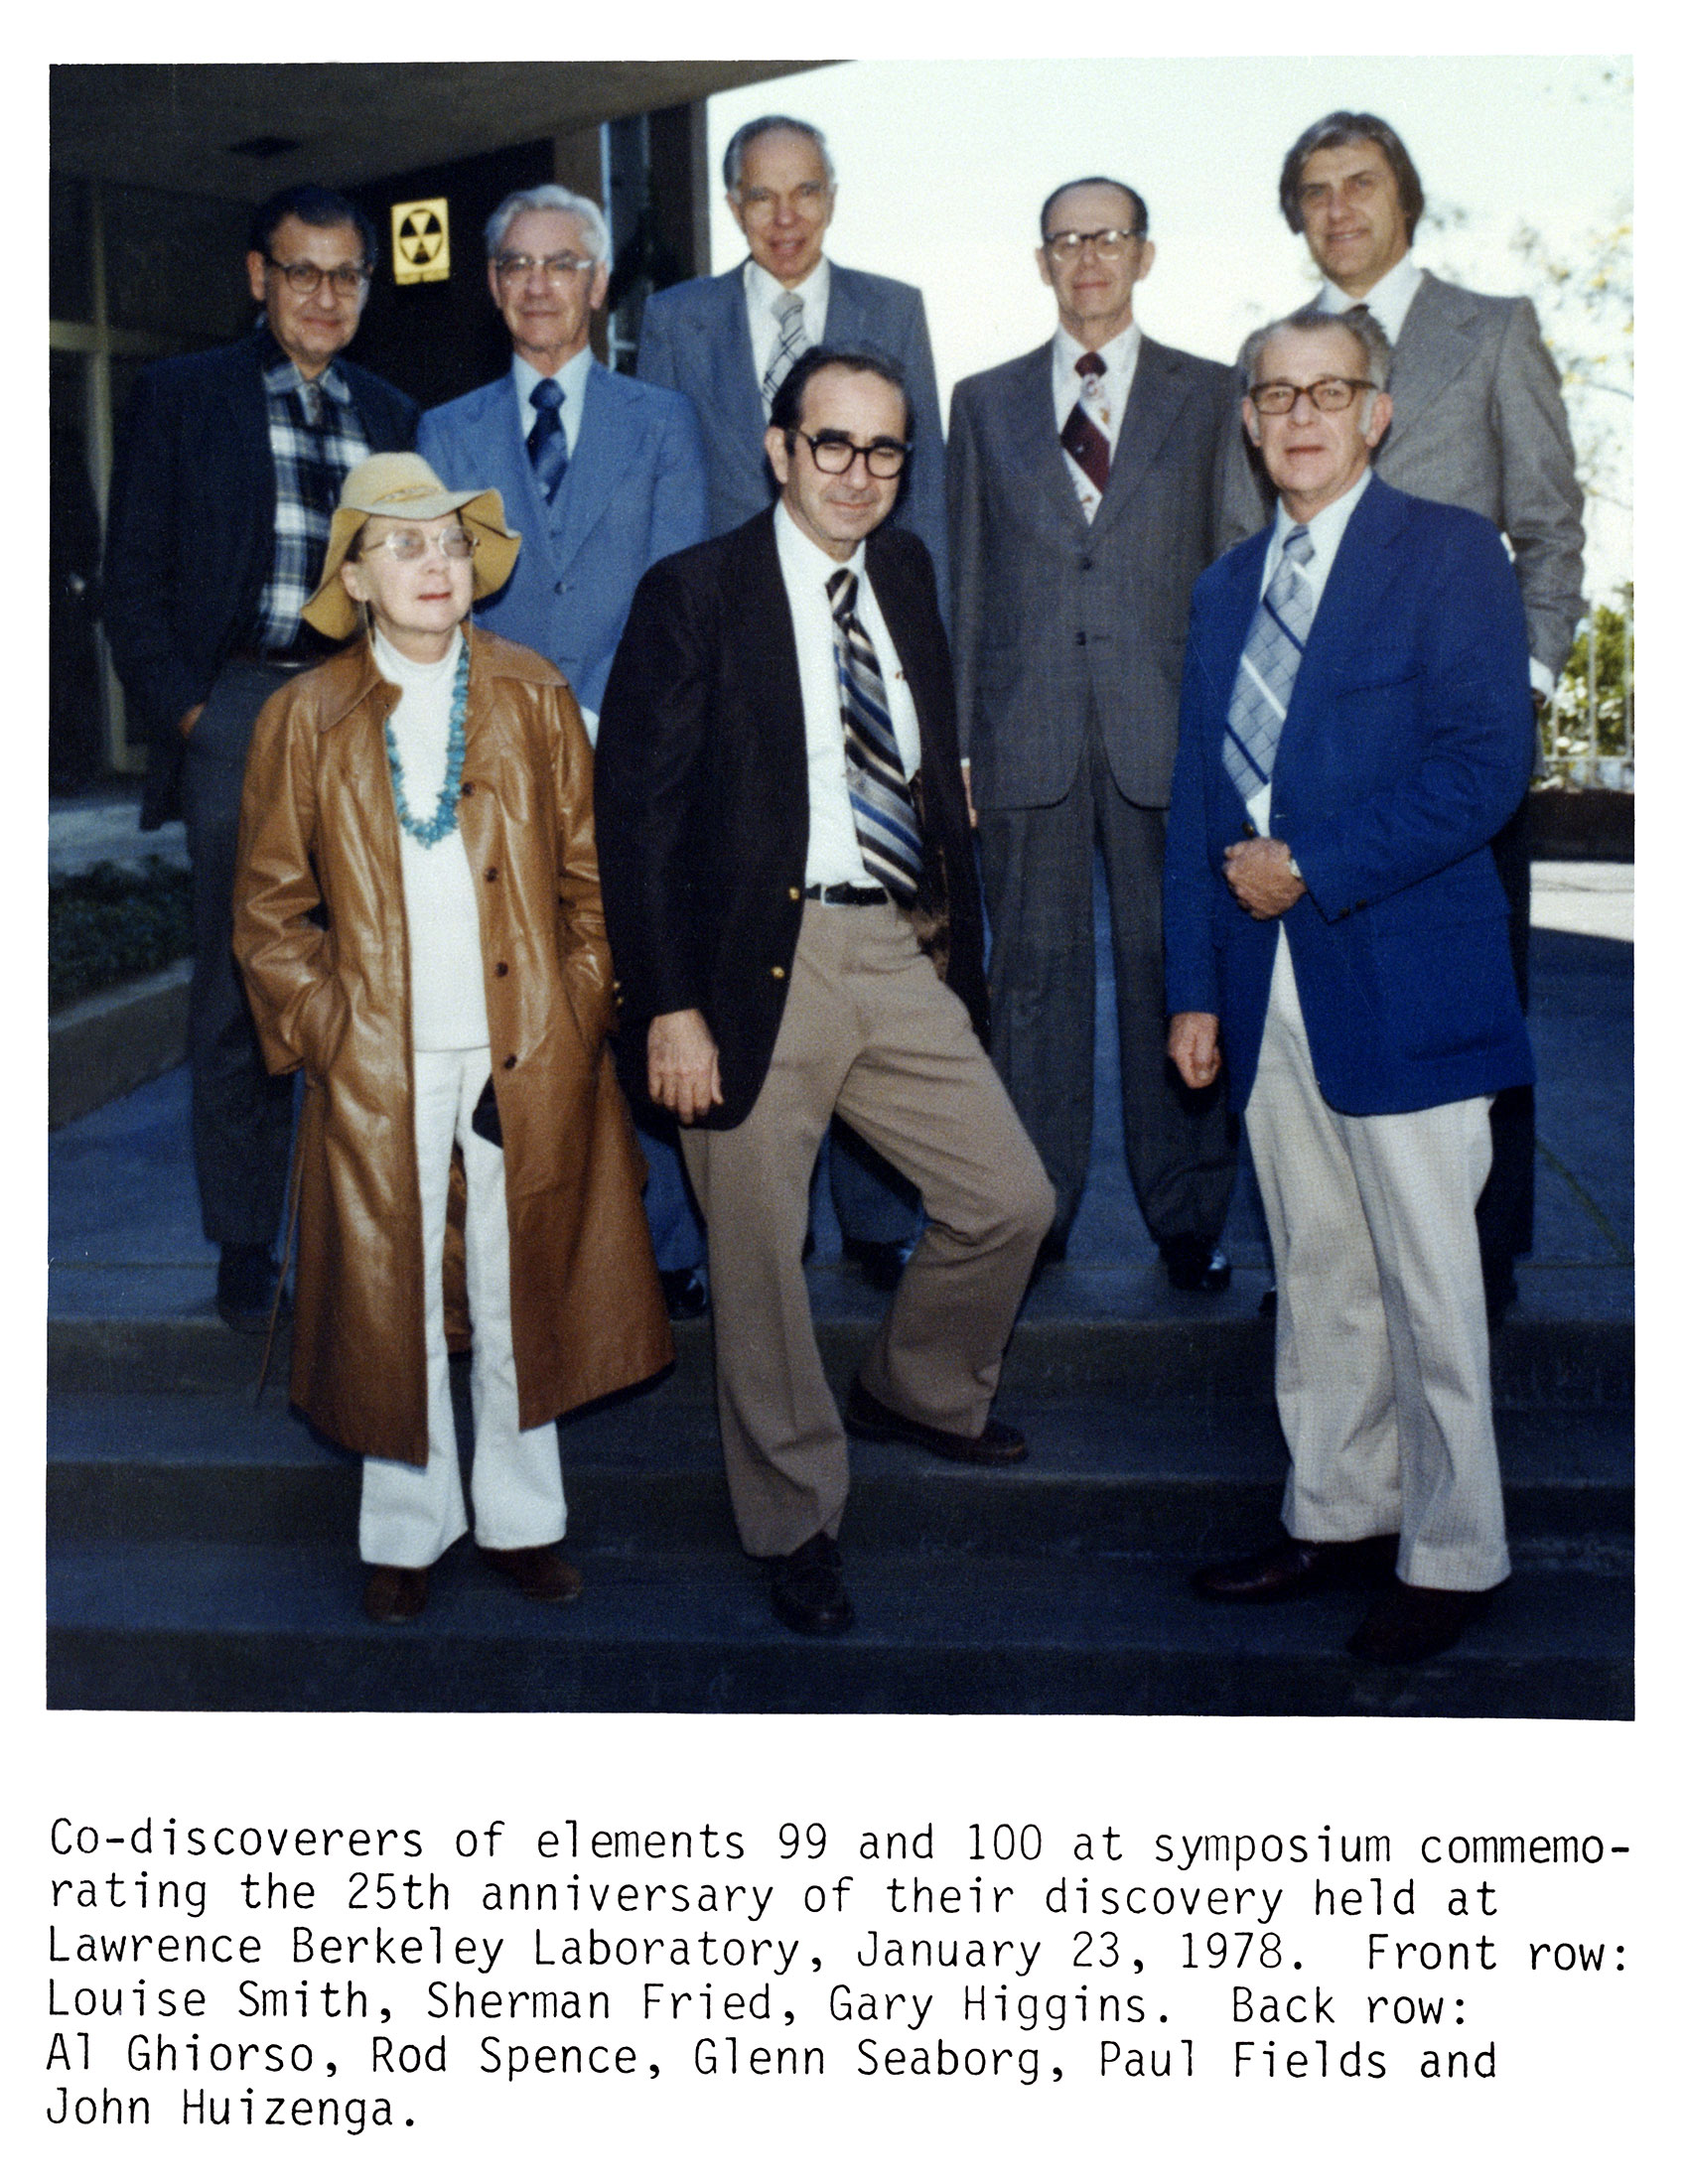 Co-discoverers of elements 99 and 100 at symposium commemo-
rating the 25th anniversary of their discovery held at
Lawrence Berkeley Laboratory, January 23, 1978.  Front row:
Louise Smith, Sherman Fried, Gary Higgins.  Back row:
Al Ghiorso, Rod Spence, Glenn Seaborg, Paul Fields and
John Huizenga.